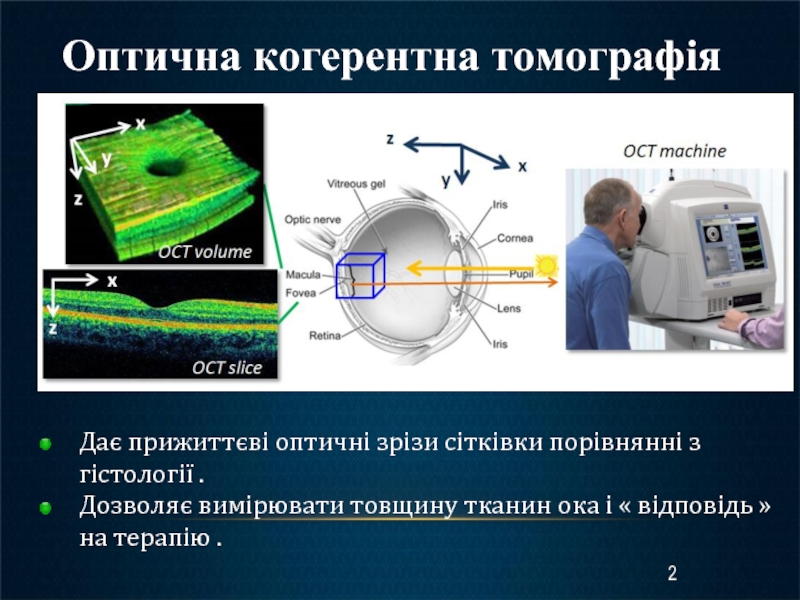 Оптична когерентна томографія
x
y
z
OCT volume
x
z
OCT slice
z
x
y
Vitreous gel
Optic nerve
Macula
Fovea
Retina
Iris
Cornea
Pupil
Lens
Iris
OCT machine
Дає прижиттєві оптичні зрізи сітківки порівнянні з
гістології .
Дозволяє вимірювати товщину тканин ока і « відповідь »
на терапію .
2